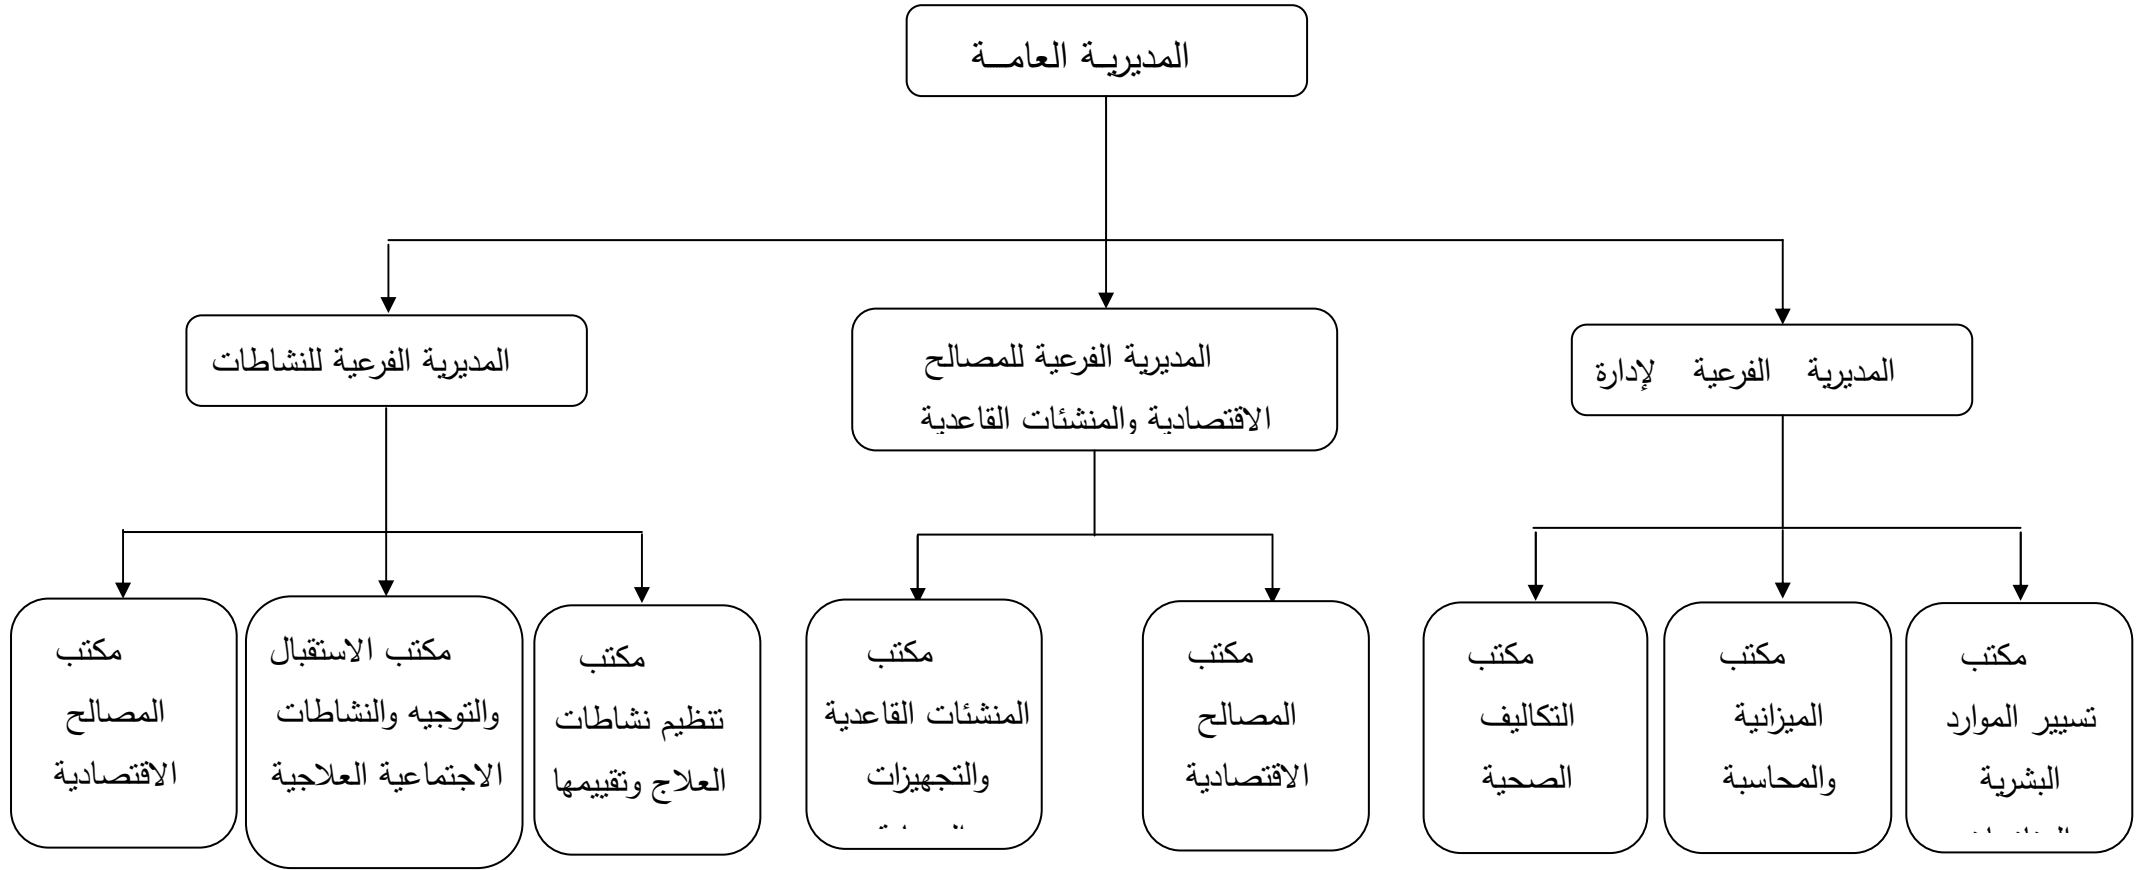 المديريــة العامــة
المديرية الفرعية لإدارة
المديرية الفرعية للمصالح
الاقتصادية والمنشئات القاعدية
المديرية الفرعية للنشاطات
مكتب
تسيير الموارد
البشرية
مكتب
الميزانية
والمحاسبة
مكتب
التكاليف
الصحية
مكتب
المصالح
الاقتصادية
مكتب
المنشئات القاعدية
والتجهيزات
مكتب
تتظيم نشاطات
العلاج وتقييمها
مكتب الاستقبال
والتوجيه والنشاطات
الاجتماعية العلاجية
مكتب
المصالح
الاقتصادية